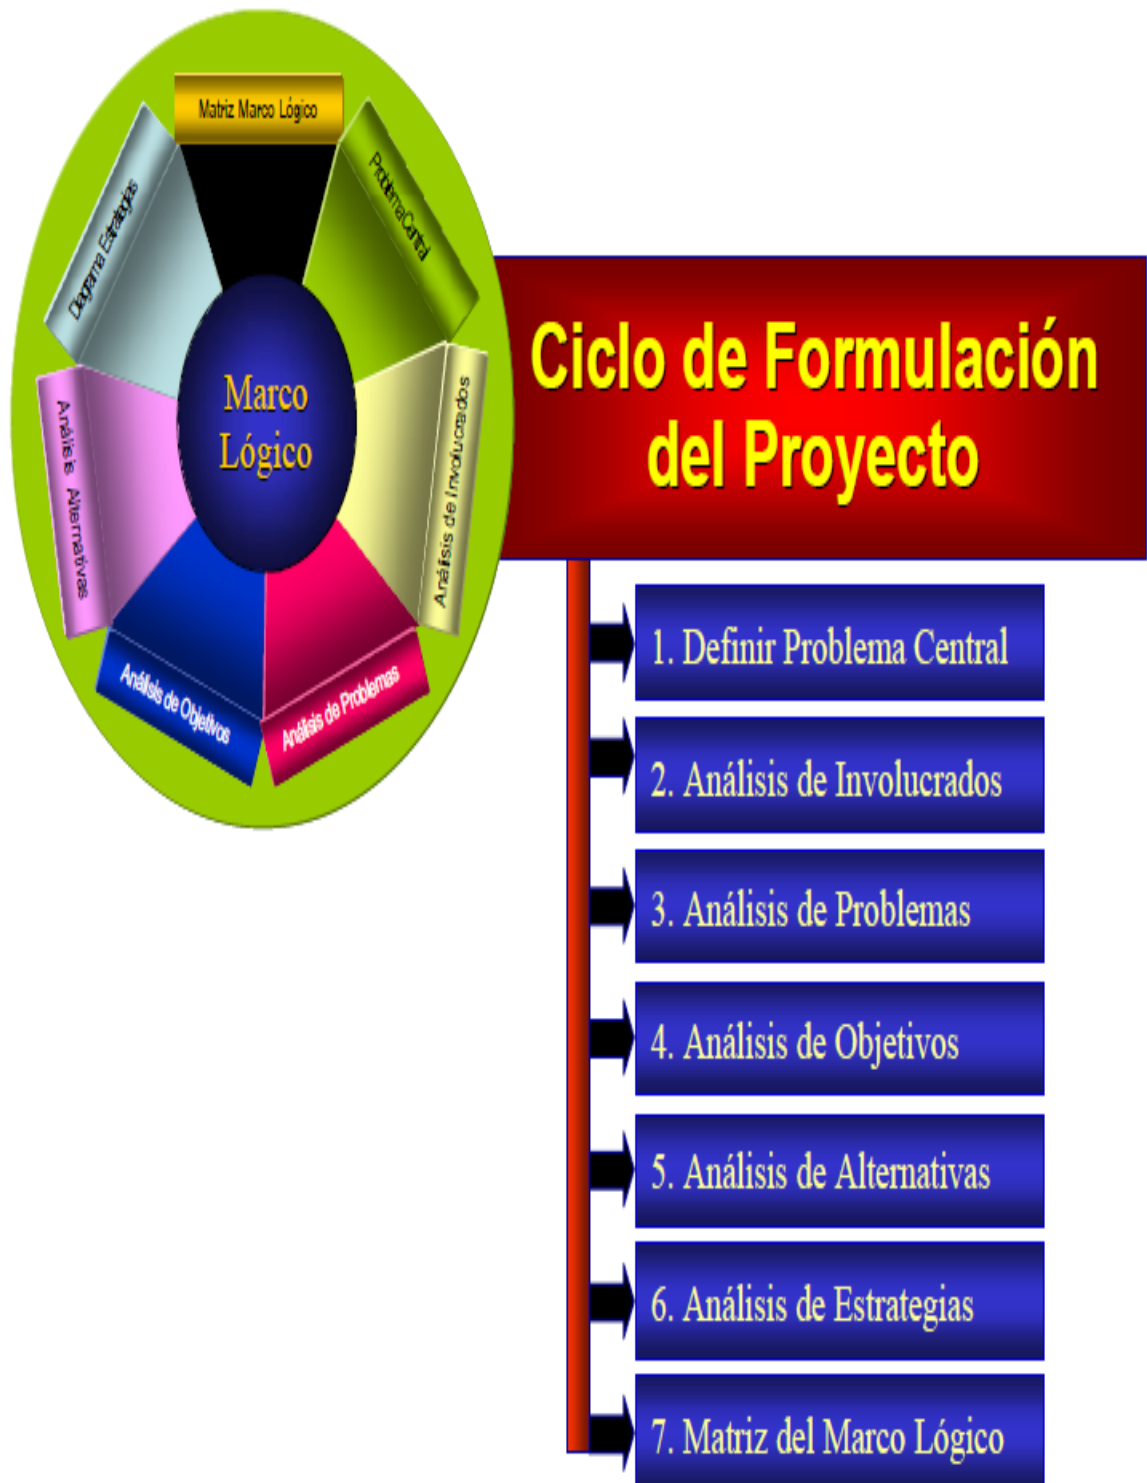 Matriz Marco Lógico
Problema Central
Análisis de Involucrados
Análisis de Problemas
Análisis de Objetivos
Análisis Alternativas
Diagrama Estrategias
Marco
Lógico
Ciclo de Formulación
del Proyecto
1. Definir Problema Central
2. Análisis de Involucrados
3. Análisis de Problemas
4. Análisis de Objetivos
5. Análisis de Alternativas
6. Análisis de Estrategias
7. Matriz del Marco Lógico